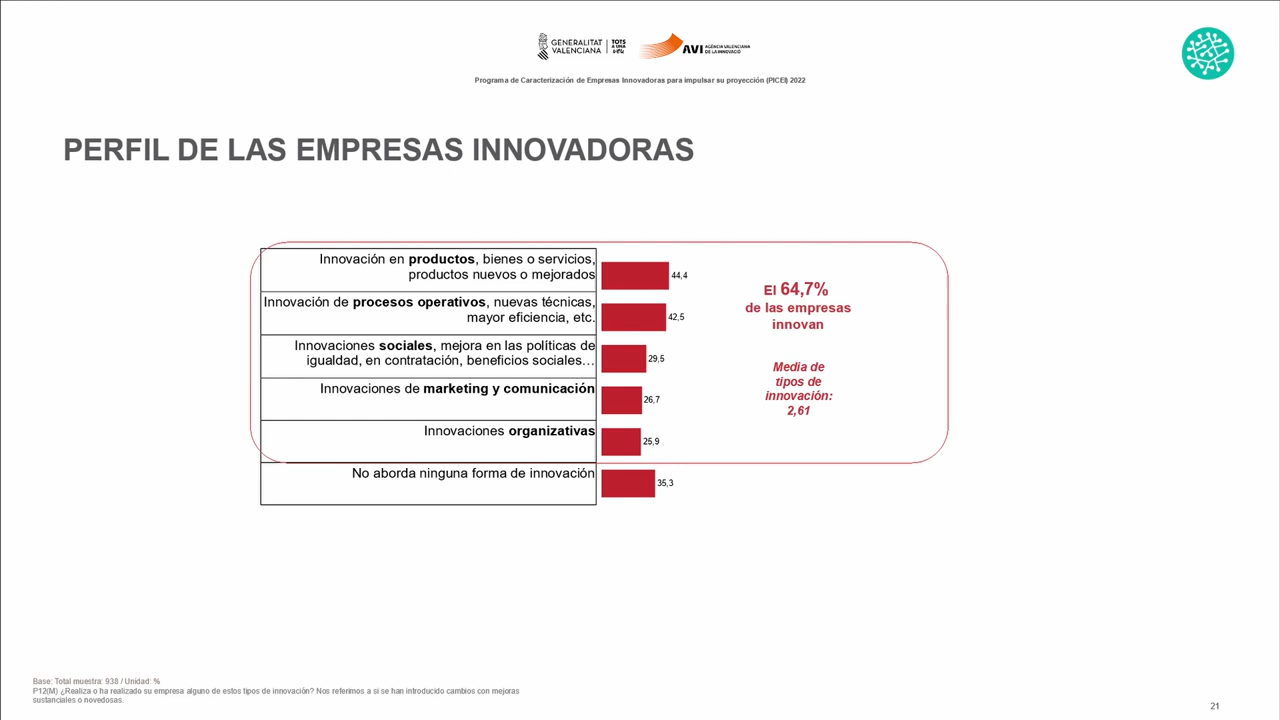 GENERALITAT
VALENCIANA
TOTS
A UNA
veu
AVI
AGÈNCIA VALENCIANA
DE LA INNOVACIÓ
Programa de Caracterización de Empresas Innovadoras para impulsar su proyección (PICEI) 2022
PERFIL DE LAS EMPRESAS INNOVADORAS
Innovación en productos, bienes o servicios,
productos nuevos o mejorados
44,4
Innovación de procesos operativos, nuevas técnicas,
mayor eficiencia, etc.
42,5
Innovaciones sociales, mejora en las políticas de
igualdad, en contratación, beneficios sociales…
29,5
Innovaciones de marketing y comunicación
26,7
Innovaciones organizativas
25,9
No aborda ninguna forma de innovación
35,3
El 64,7%
de las empresas
innovan
Media de
tipos de
innovación:
2,61
Base: Total muestra: 938 / Unidad: %
P12(M) ¿Realiza o ha realizado su empresa alguno de estos tipos de innovación? Nos referimos a si se han introducido cambios con mejoras
sustanciales o novedosas.
21